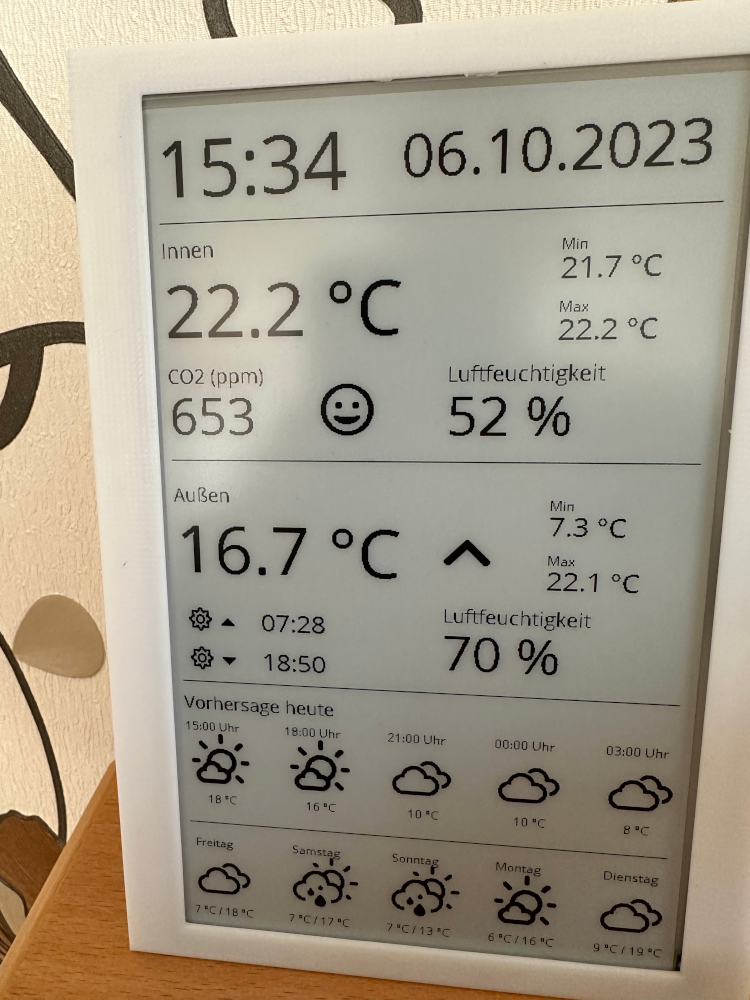 15:34 06.10.2023
Innen
22.2 °C
Min
21.7 °C
Max
22.2 °C
CO2 (ppm)
653
Luftfeuchtigkeit
52 %
Außen
16.7 °C
Min
7.3 °C
Max
22.1 °C
07:28
18:50
Luftfeuchtigkeit
70 %
Vorhersage heute
15:00 Uhr 18:00 Uhr 21:00 Uhr 00:00 Uhr 03:00 Uhr
18 °C 16 °C 10 °C 10 °C 8 °C
Freitag Samstag Sonntag Montag Dienstag
7 °C / 18 °C 7 °C / 17 °C 7 °C / 13 °C 6 °C / 16 °C 9 °C / 19 °C